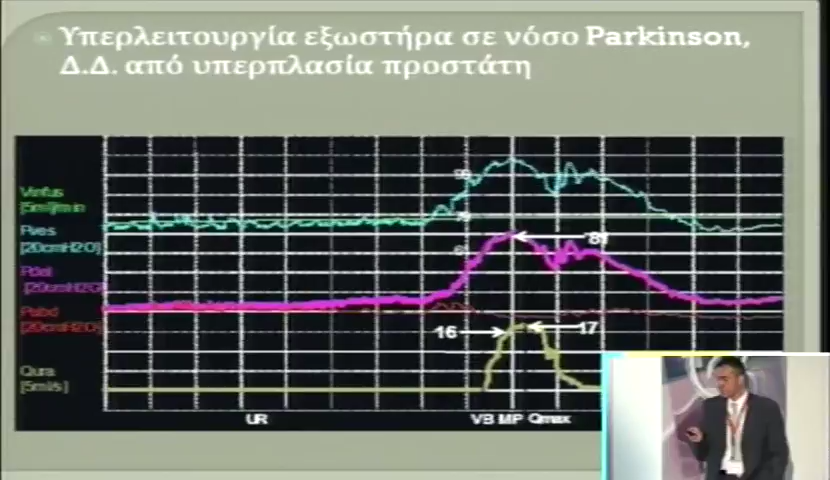 Υπερλειτουργία εξωστήρα σε νόσο Parkinson,
Δ.Δ. από υπερπλασία προστάτη
Vinfus
Pves
[20cmH2O]
Pdet
[20cmH2O
Pabd
[20cmH2O]
Qura
[5ml/s]
81
16
17
UR
VB MP Qmax